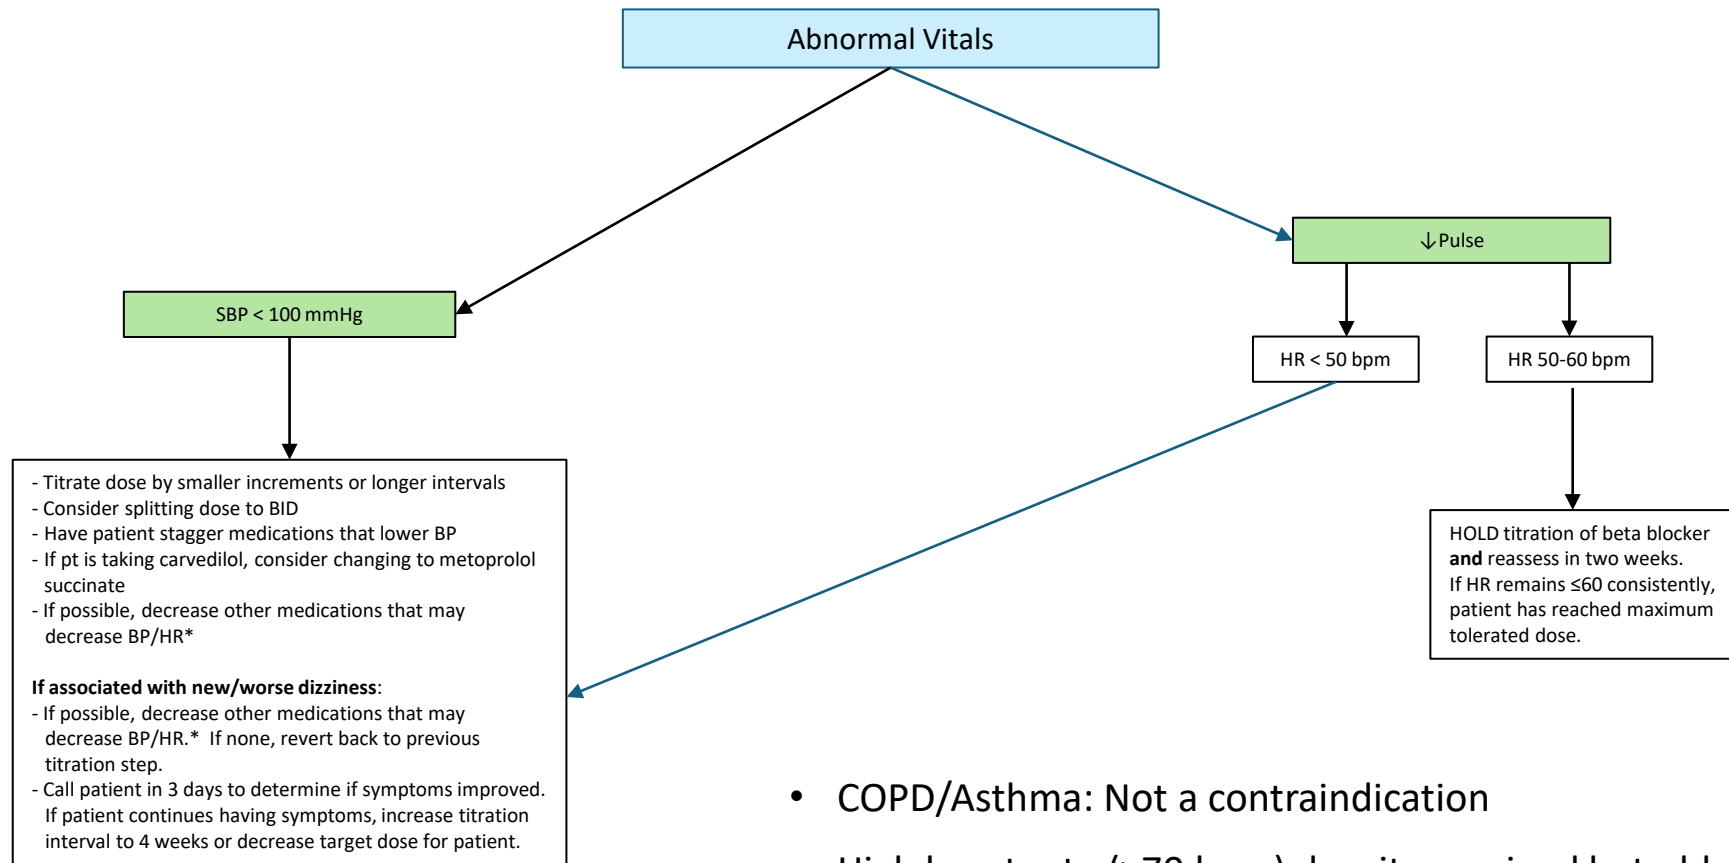 Abnormal Vitals
↓Pulse
SBP < 100 mmHg
HR < 50 bpm
HR 50-60 bpm
- Titrate dose by smaller increments or longer intervals
- Consider splitting dose to BID
- Have patient stagger medications that lower BP
- If pt is taking carvedilol, consider changing to metoprolol
succinate
- If possible, decrease other medications that may
decrease BP/HR*
If associated with new/worse dizziness:
- If possible, decrease other medications that may
decrease BP/HR.* If none, revert back to previous
titration step.
- Call patient in 3 days to determine if symptoms improved.
If patient continues having symptoms, increase titration
interval to 4 weeks or decrease target dose for patient.
HOLD titration of beta blocker
and reassess in two weeks.
If HR remains ≤60 consistently,
patient has reached maximum
tolerated dose.
• COPD/Asthma: Not a contraindication